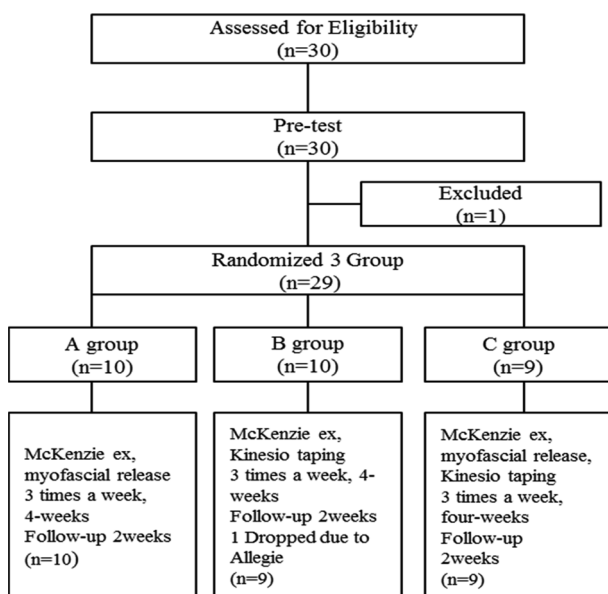 Assessed for Eligibility
(n=30)
Pre-test
(n=30)
Excluded
(n=1)
Randomized 3 Group
(n=29)
A group
(n=10)
B group
(n=10)
C group
(n=9)
McKenzie ex,
myofascial release
3 times a week,
4-weeks
Follow-up 2weeks
(n=10)
McKenzie ex,
Kinesio taping
3 times a week, 4-
weeks
Follow-up 2weeks
1 Dropped due to
Allegie
(n=9)
McKenzie ex,
myofascial release,
Kinesio taping
3 times a week,
four-weeks
Follow-up
2weeks
(n=9)